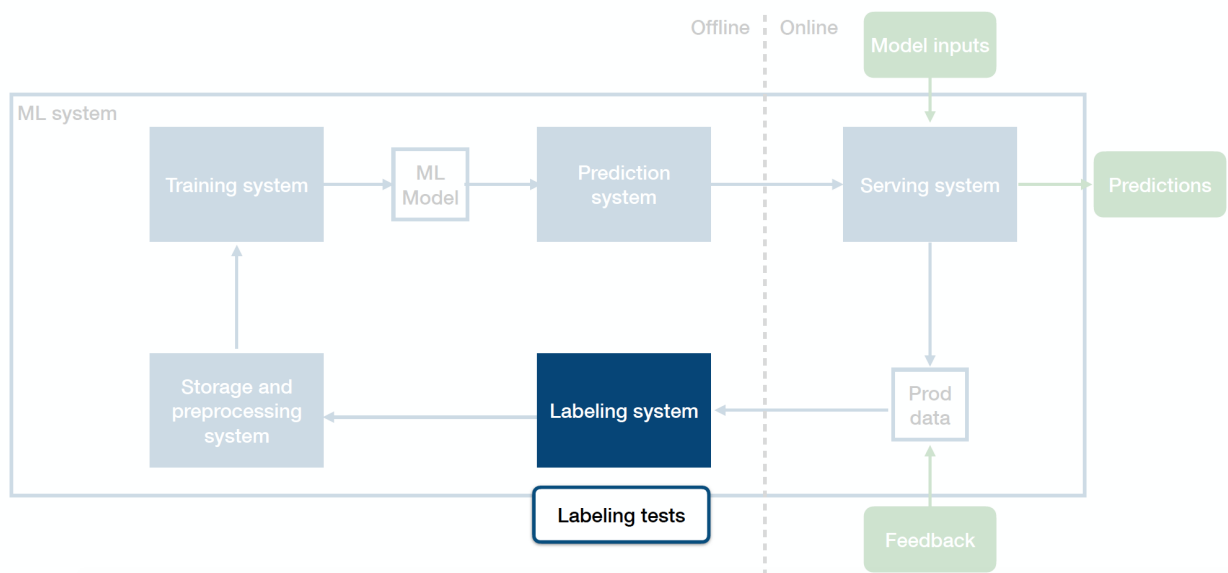 Offline
Online
Model inputs
ML system
Training system
ML
Model
Prediction
system
Serving system
Predictions
Storage and
preprocessing
system
Labeling system
Prod
data
Labeling tests
Feedback